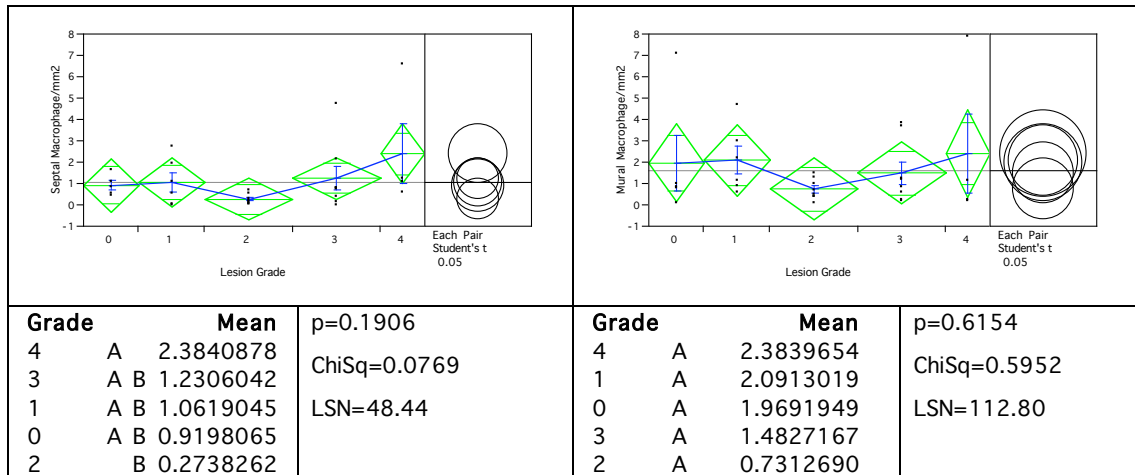 8
7
6
5
4
3
2
1
0
-1
Septal Macrophage/mm2
0 1 2 3 4
Lesion Grade
Each Pair
Student's t
0.05
8
7
6
5
4
3
2
1
0
-1
Mural Macrophage/mm2
0 1 2 3 4
Lesion Grade
Each Pair
Student's t
0.05
Grade Mean
4 A 2.3840878
3 A B 1.2306042
1 A B 1.0619045
0 A B 0.9198065
2 B 0.2738262
p=0.1906
ChiSq=0.0769
LSN=48.44
Grade Mean
4 A 2.3839654
1 A 2.0913019
0 A 1.9691949
3 A 1.4827167
2 A 0.7312690
p=0.6154
ChiSq=0.5952
LSN=112.80